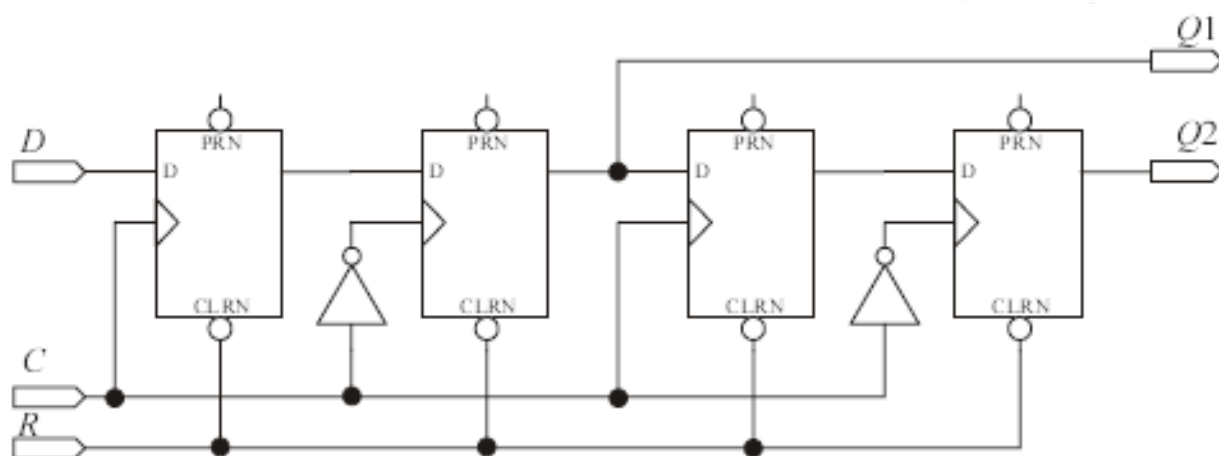 Q1
PRN PRN PRN PRN
D D D D D Q2
CLRN CLRN CLRN CLRN
C
R